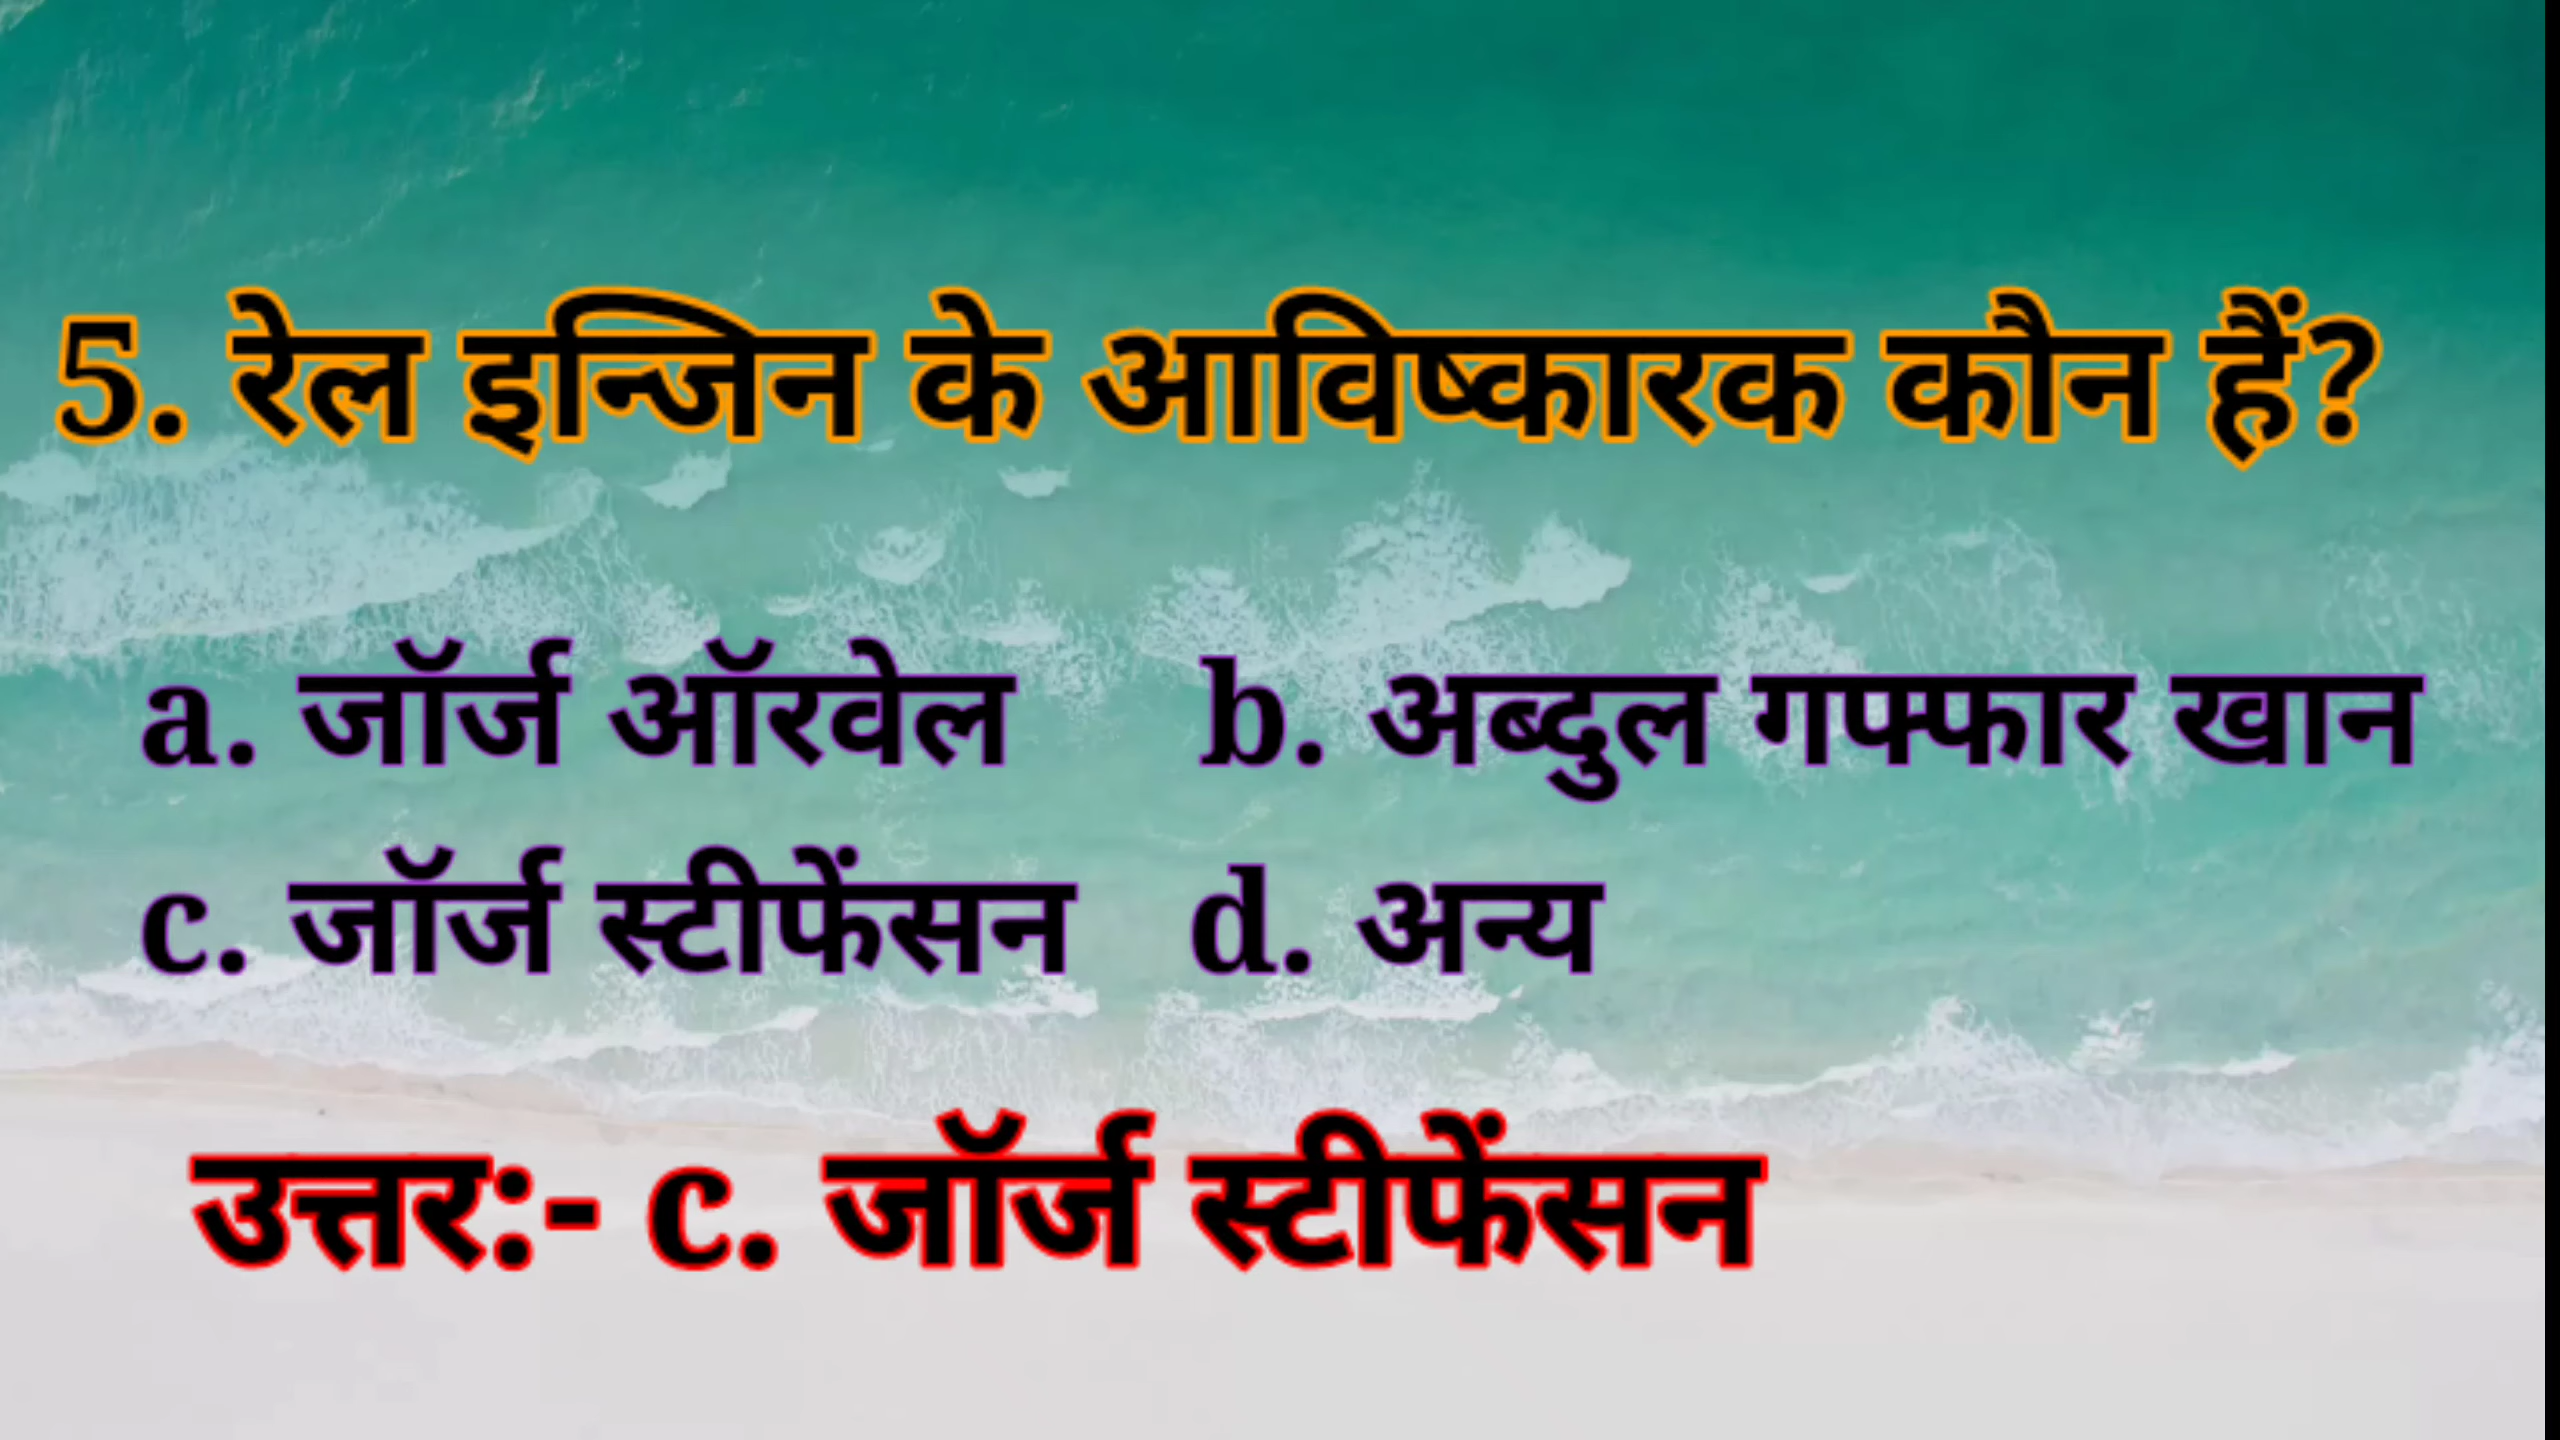 5. रेल इन्जिन के आविष्कारक कौन हैं?
a. जॉर्ज ऑरवेल b. अब्दुल गफ्फार खान
c. जॉर्ज स्टीफेंसन d. अन्य
उत्तर:- c. जॉर्ज स्टीफेंसन